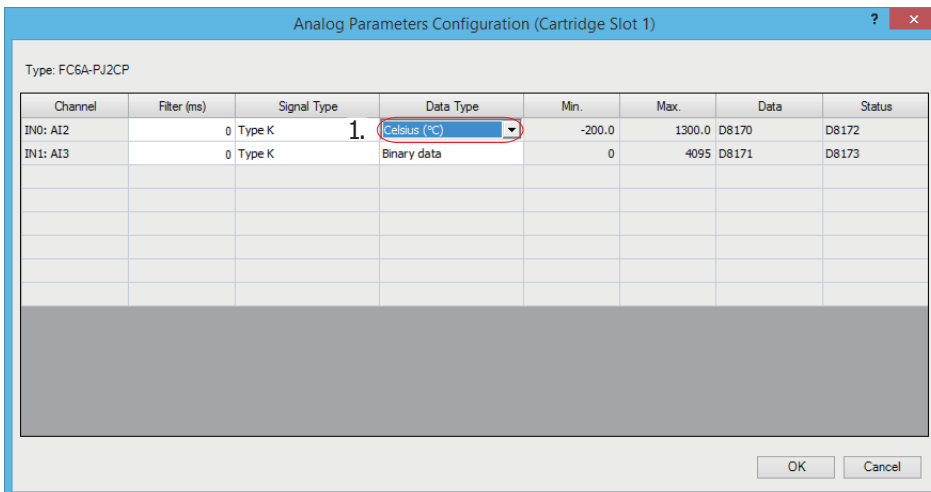 Analog Parameters Configuration (Cartridge Slot 1)
? ×
Type: FC6A-PJ2CP
Channel Filter (ms) Signal Type Data Type Min. Max. Data Status
IN0: AI2 0 Type K 1. Celsius (°C) -200.0 1300.0 D8170 D8172
IN1: AI3 0 Type K Binary data 0 4095 D8171 D8173
OK Cancel